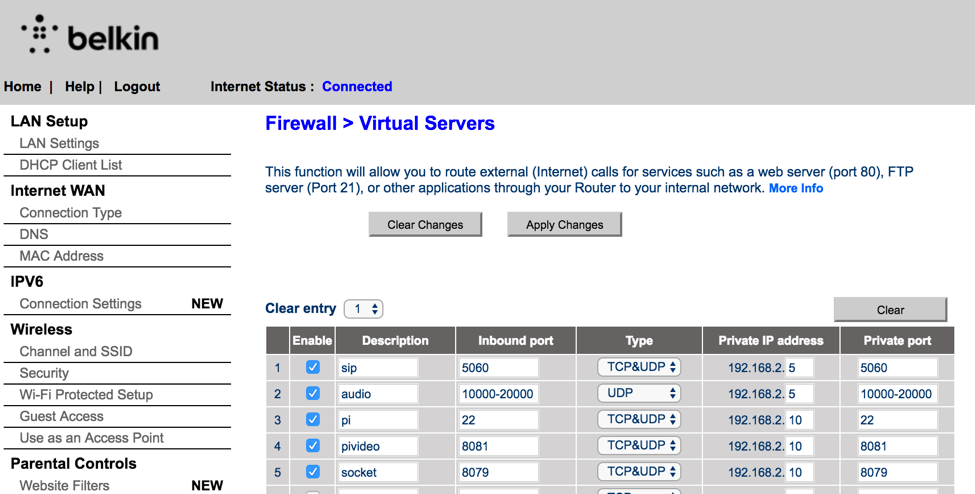 belkin
Home | Help | Logout Internet Status : Connected
LAN Setup
LAN Settings
DHCP Client List
Internet WAN
Connection Type
DNS
MAC Address
IPV6
Connection Settings NEW
Wireless
Channel and SSID
Security
Wi-Fi Protected Setup
Guest Access
Use as an Access Point
Parental Controls
Website Filters NEW
Firewall > Virtual Servers
This function will allow you to route external (Internet) calls for services such as a web server (port 80), FTP
server (Port 21), or other applications through your Router to your internal network. More Info
Clear Changes Apply Changes
Clear entry 1 Clear
Enable Description Inbound port Type Private IP address Private port
1 sip 5060 TCP&UDP 192.168.2. 5 5060
2 audio 10000-20000 UDP 192.168.2. 5 10000-20000
3 pi 22 TCP&UDP 192.168.2. 10 22
4 pivideo 8081 TCP&UDP 192.168.2. 10 8081
5 socket 8079 TCP&UDP 192.168.2. 10 8079